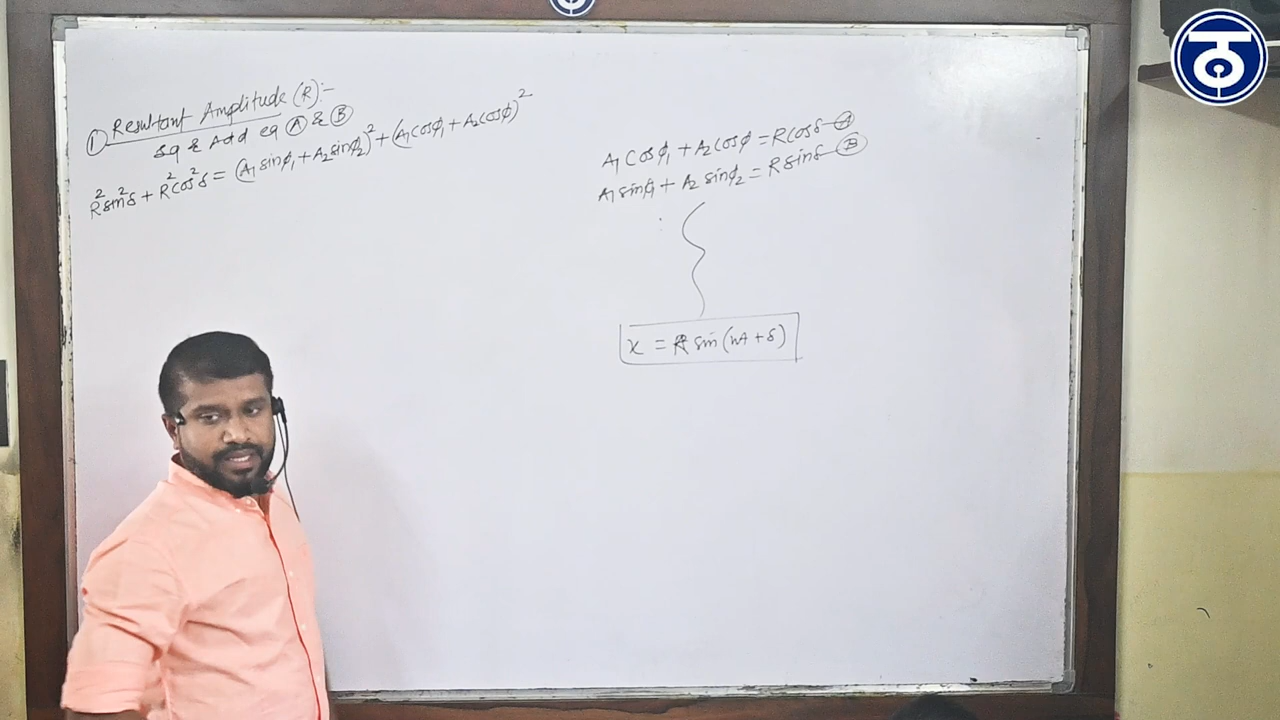 ① Resultant Amplitude (R):-
Sq & Add eq Ⓐ & Ⓑ
R²sin²δ + R²cos²δ = (A₁sinϕ₁ + A₂sinϕ₂)² + (A₁cosϕ₁ + A₂cosϕ)²
A₁cosϕ₁ + A₂cosϕ = Rcosδ —Ⓐ
A₁sinϕ₁ + A₂sinϕ₂ = Rsinδ —Ⓑ
x = R sin(ωt + δ)
ठ